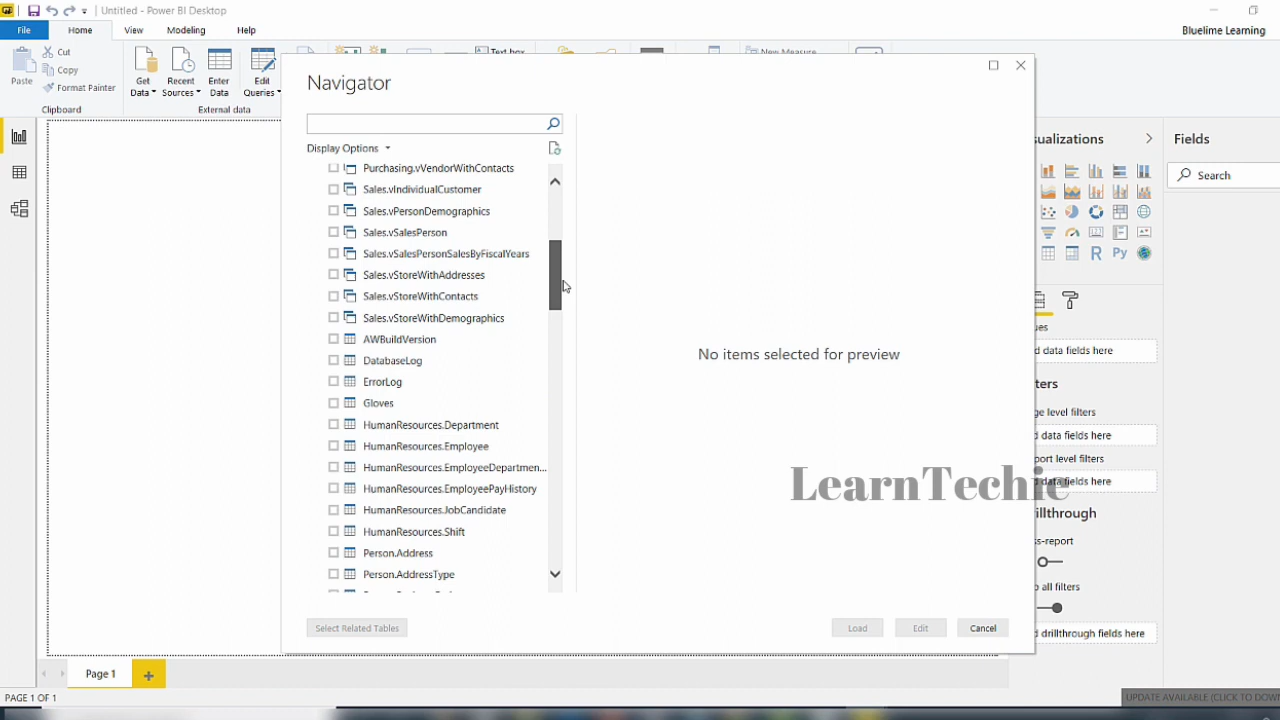 Untitled - Power BI Desktop
File
Home
View
Modeling
Help
Bluelime Learning
Paste
Cut
Copy
Format Painter
Clipboard
Get
Data
Recent
Sources
Enter
Data
Edit
Queries
External data
Text box
New Measure
Navigator
Display Options
Purchasing.vVendorWithContacts
Sales.vIndividualCustomer
Sales.vPersonDemographics
Sales.vSalesPerson
Sales.vSalesPersonSalesByFiscalYears
Sales.vStoreWithAddresses
Sales.vStoreWithContacts
Sales.vStoreWithDemographics
AWBuildVersion
DatabaseLog
ErrorLog
Gloves
HumanResources.Department
HumanResources.Employee
HumanResources.EmployeeDepartmen...
HumanResources.EmployeePayHistory
HumanResources.JobCandidate
HumanResources.Shift
Person.Address
Person.AddressType
No items selected for preview
Select Related Tables
Load
Edit
Cancel
LearnTechie
sualizations
Fields
Search
R
Py
ues
d data fields here
ters
ge level filters
d data fields here
port level filters
d data fields here
illthrough
ss-report
p all filters
d drillthrough fields here
Page 1
PAGE 1 OF 1
UPDATE AVAILABLE (CLICK TO DOWN